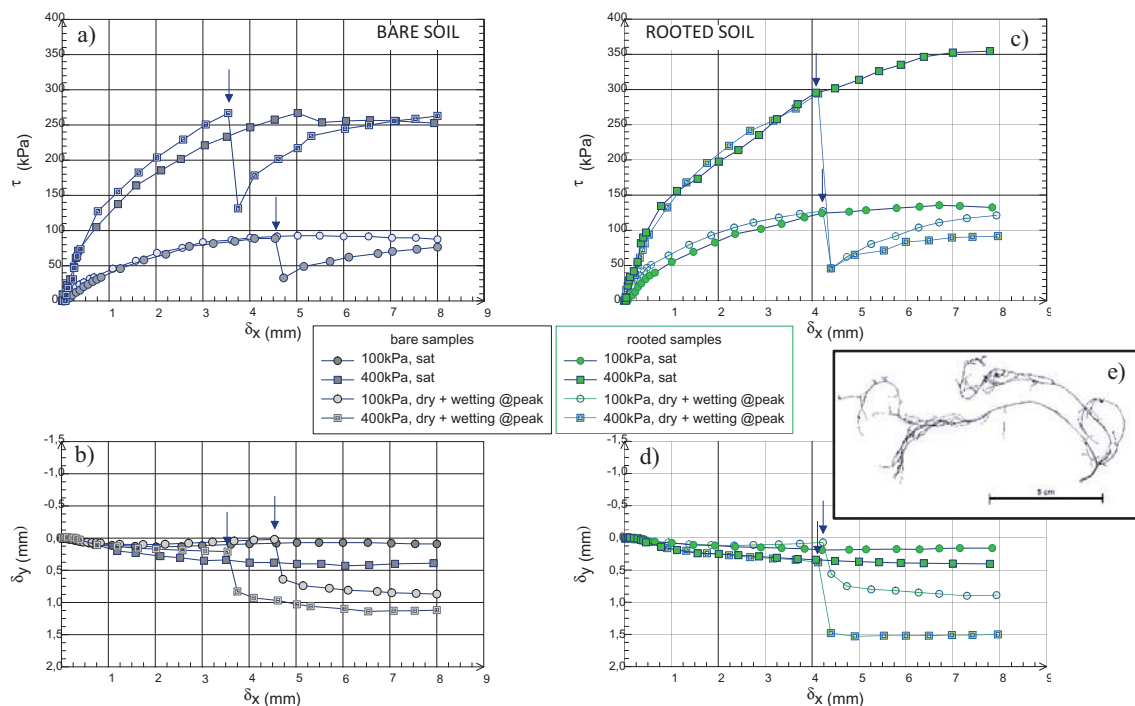 a) BARE SOIL
400
350
300
250
200
150
100
50
0
τ (kPa)
1 2 3 4 5 6 7 8 9
δx (mm)
ROOTED SOIL c)
400
350
300
250
200
150
100
50
0
τ (kPa)
1 2 3 4 5 6 7 8 9
δx (mm)
bare samples
100kPa, sat
400kPa, sat
100kPa, dry + wetting @peak
400kPa, dry + wetting @peak
rooted samples
100kPa, sat
400kPa, sat
100kPa, dry + wetting @peak
400kPa, dry + wetting @peak
e)
5 cm
b)
-1,5
-1,0
-0,5
0,0
0,5
1,0
1,5
2,0
δy (mm)
1 2 3 4 5 6 7 8 9
δx (mm)
d)
-1,5
-1,0
-0,5
0,0
0,5
1,0
1,5
2,0
δy (mm)
1 2 3 4 5 6 7 8 9
δx (mm)